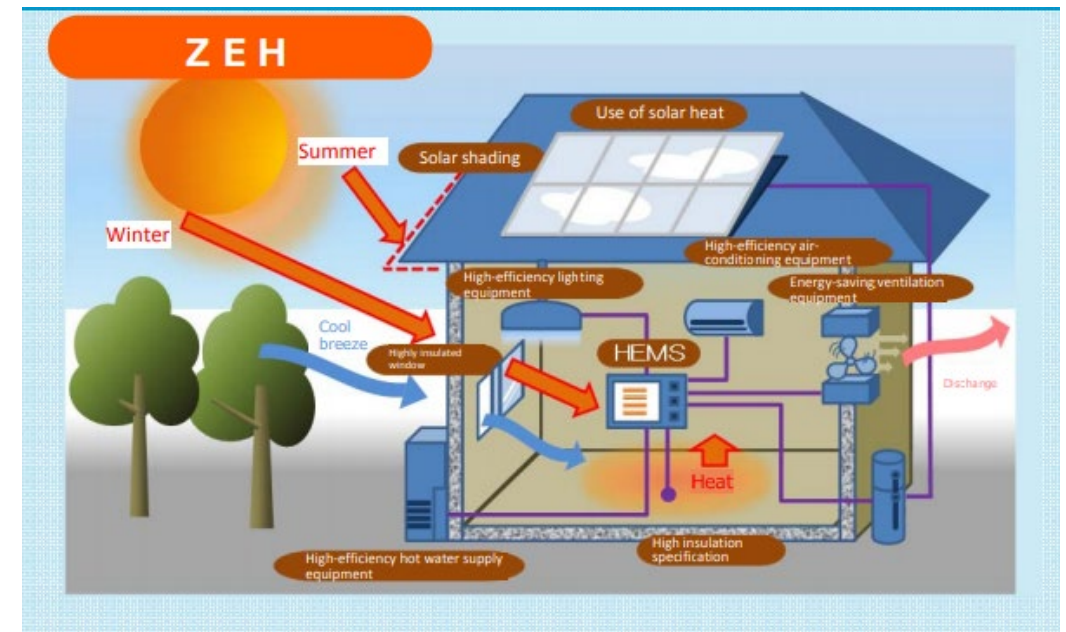 ZEH
Use of solar heat
Summer
Solar shading
Winter
High-efficiency air-
conditioning equipment
High-efficiency lighting
equipment
Energy-saving ventilation
equipment
Cool
breeze
Highly insulated
window
HEMS
Discharge
Heat
High insulation
specification
High-efficiency hot water supply
equipment